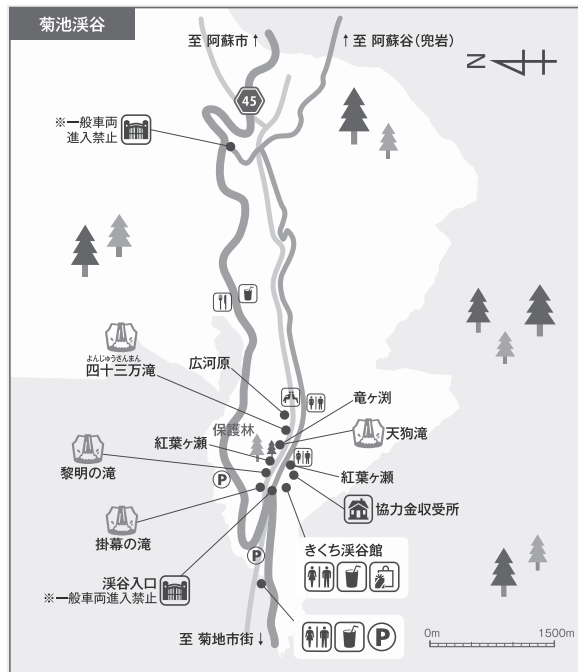 菊池渓谷
至 阿蘇市↑
↑至 阿蘇谷(兜岩)
N
45
※一般車両
進入禁止
よんじゅうさんまん
四十三万滝
広河原
竜ヶ渕
保護林
天狗滝
紅葉ヶ瀬
黎明の滝
紅葉ヶ瀬
P
協力金収受所
掛幕の滝
きくち渓谷館
P
渓谷入口
※一般車両進入禁止
P
至 菊地市街↓
0m
1500m